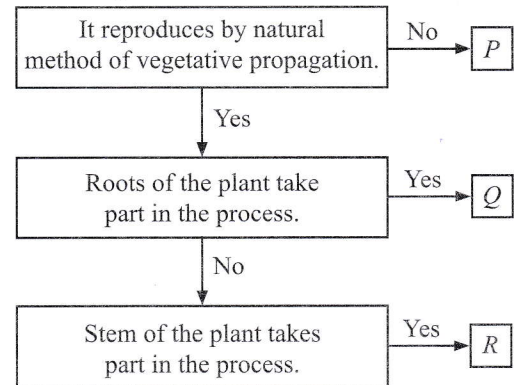 It reproduces by natural
method of vegetative propagation.
No
P
Yes
Roots of the plant take
part in the process.
Yes
Q
No
Stem of the plant takes
part in the process.
Yes
R